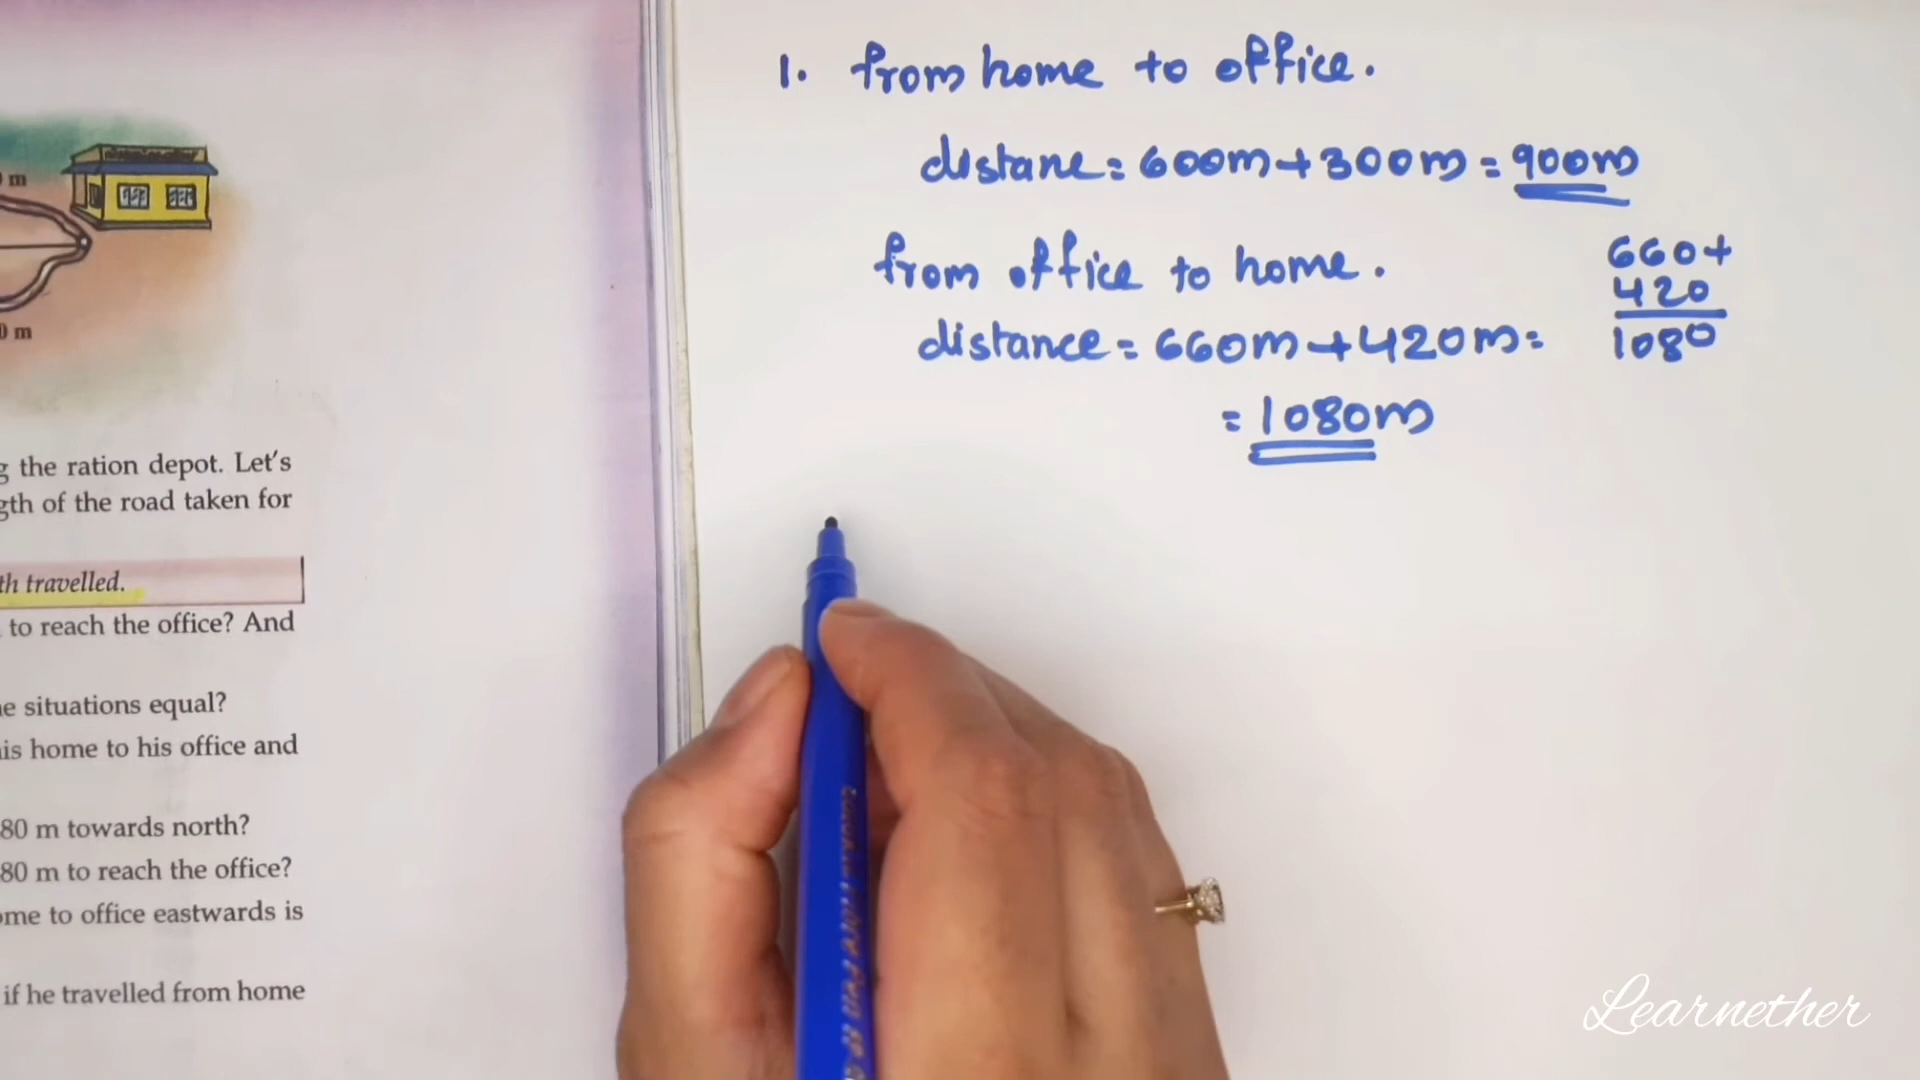 m
0 m
g the ration depot. Let's
gth of the road taken for
th travelled.
to reach the office? And
e situations equal?
is home to his office and
80 m towards north?
80 m to reach the office?
ome to office eastwards is
if he travelled from home
1. from home to office.
distane = 600m + 300m = 900m
from office to home.
distance = 660m + 420m =
= 1080m
660+
420
1080
Learnether